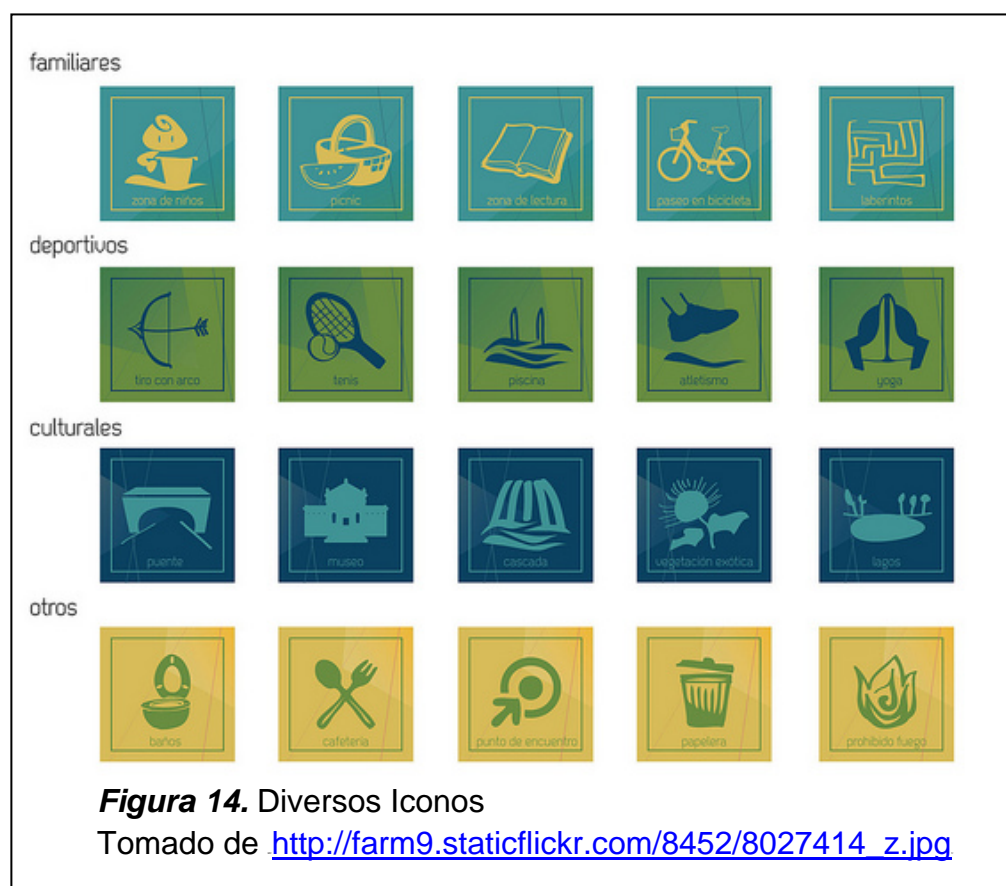 familiares
zona de niños
picnic
zona de lectura
paseo en bicicleta
laberintos
deportivos
tiro con arco
tenis
piscina
atletismo
yoga
culturales
puente
museo
cascada
vegetación exótica
lagos
otros
baños
cafetería
punto de encuentro
papelera
prohibido fuego
Figura 14. Diversos Iconos
Tomado de http://farm9.staticflickr.com/8452/8027414_z.jpg